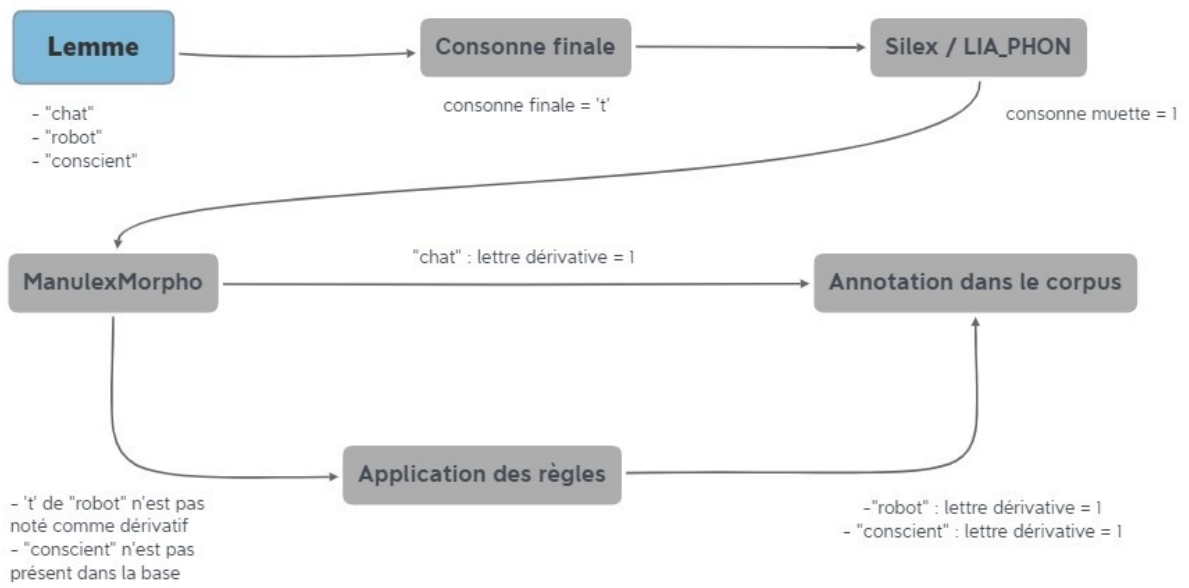 Lemme
Consonne finale
Silex / LIA_PHON
- "chat"
- "robot"
- "conscient"
consonne finale = 't'
consonne muette = 1
"chat" : lettre dérivative = 1
ManulexMorpho
Annotation dans le corpus
Application des règles
- 't' de "robot" n'est pas
noté comme dérivatif
- "conscient" n'est pas
présent dans la base
-"robot" : lettre dérivative = 1
- "conscient" : lettre dérivative = 1